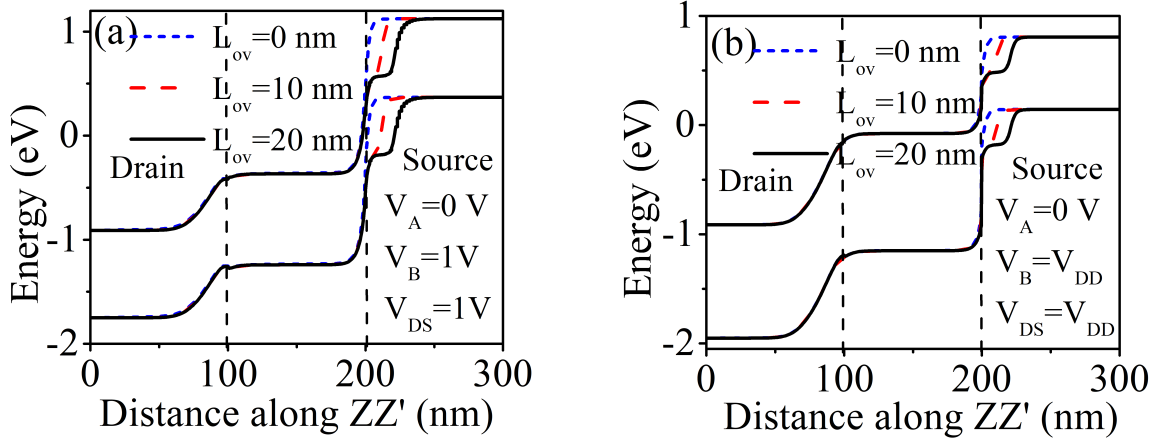 (a)
L_ov=0 nm
L_ov=10 nm
L_ov=20 nm
Drain
Source
V_A=0 V
V_B=1V
V_DS=1V
Energy (eV)
1
0
-1
-2
0 100 200 300
Distance along ZZ'(nm)
(b)
L_ov=0 nm
L_ov=10 nm
L_ov=20 nm
Drain
Source
V_A=0 V
V_B=V_DD
V_DS=V_DD
Energy (eV)
1
0
-1
-2
0 100 200 300
Distance along ZZ' (nm)